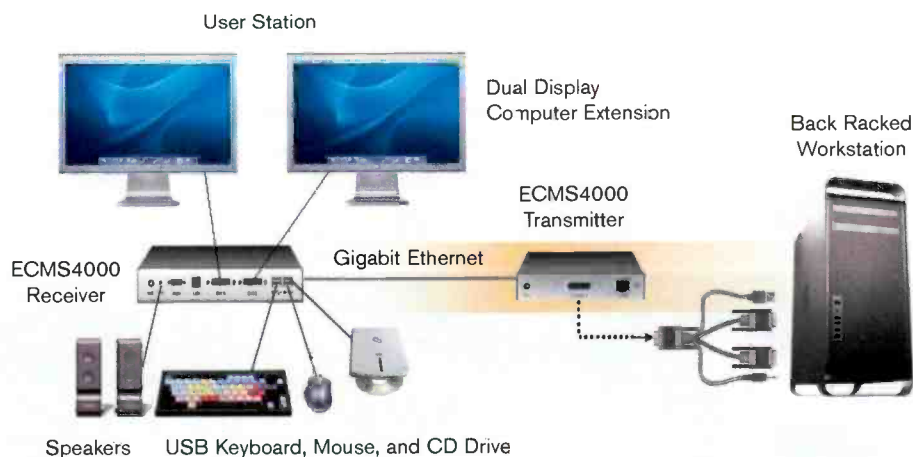 User Station
Dual Display
Computer Extension
Back Racked
Workstation
ECMS4000
Transmitter
Gigabit Ethernet
ECMS4000
Receiver
Speakers
USB Keyboard, Mouse, and CD Drive